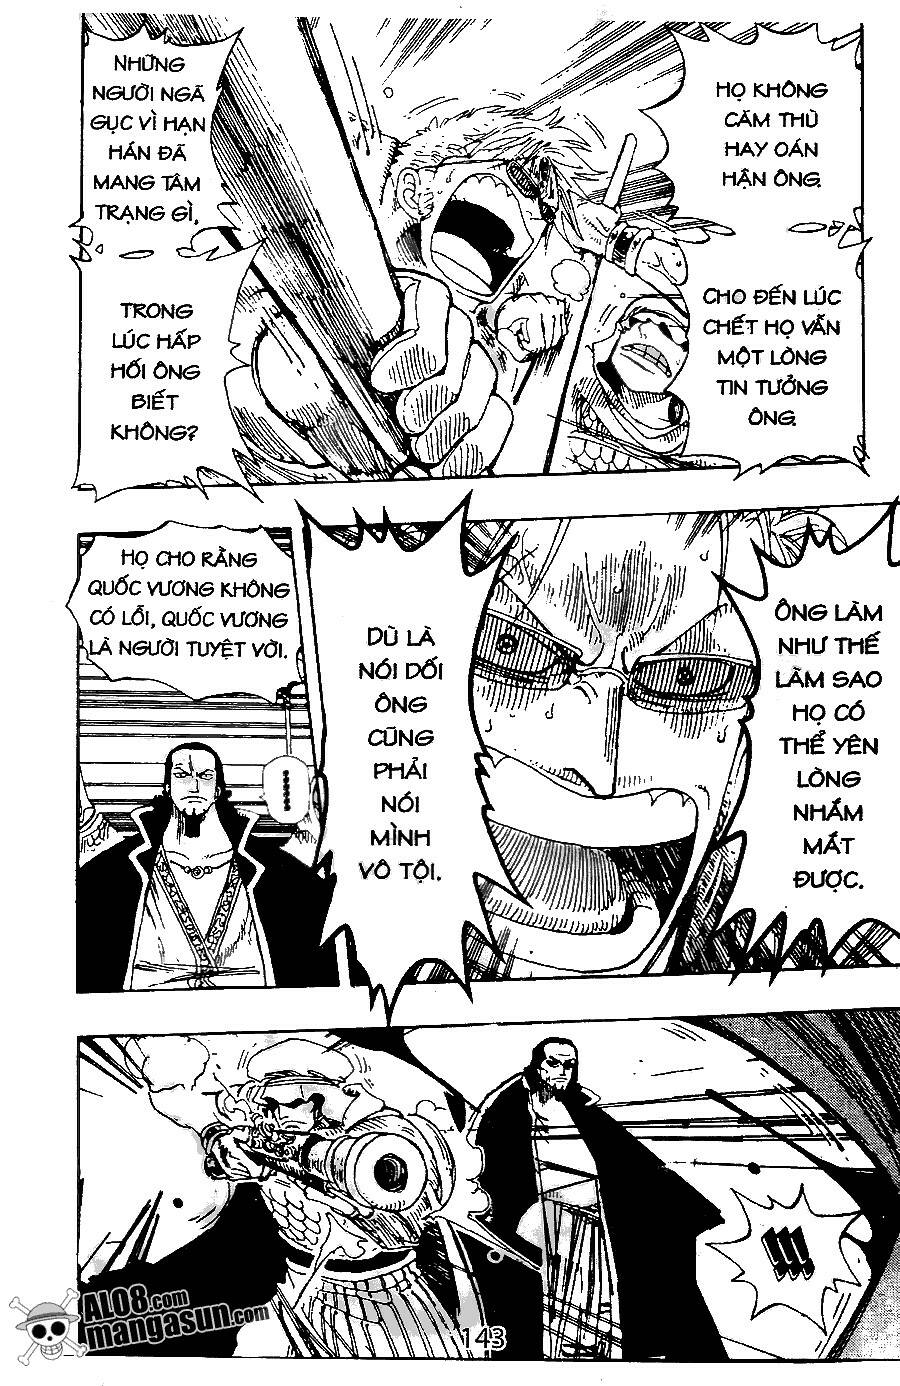 HỌ KHÔNG
CĂM THÙ
HAY OÁN
HẬN ÔNG.
CHO ĐẾN LÚC
CHẾT HỌ VẪN
MỘT LÒNG
TIN TƯỞNG
ÔNG.
NHỮNG
NGƯỜI NGÃ
GỤC VÌ HẠN
HÁN ĐÃ
MANG TÂM
TRẠNG GÌ,
TRONG
LÚC HẤP
HỐI ÔNG
BIẾT
KHÔNG?
ÔNG LÀM
NHƯ THẾ
LÀM SAO
HỌ CÓ
THỂ YÊN
LÒNG
NHẮM
MẮT
ĐƯỢC.
DÙ LÀ
NÓI DỐI
ÔNG
CŨNG
PHẢI
NÓI
MÌNH
VÔ TỘI.
HỌ CHO RẰNG
QUỐC VƯƠNG KHÔNG
CÓ LỖI, QUỐC VƯƠNG
LÀ NGƯỜI TUYỆT VỜI.
......
!!!
AL08.com
mangasun.com
143